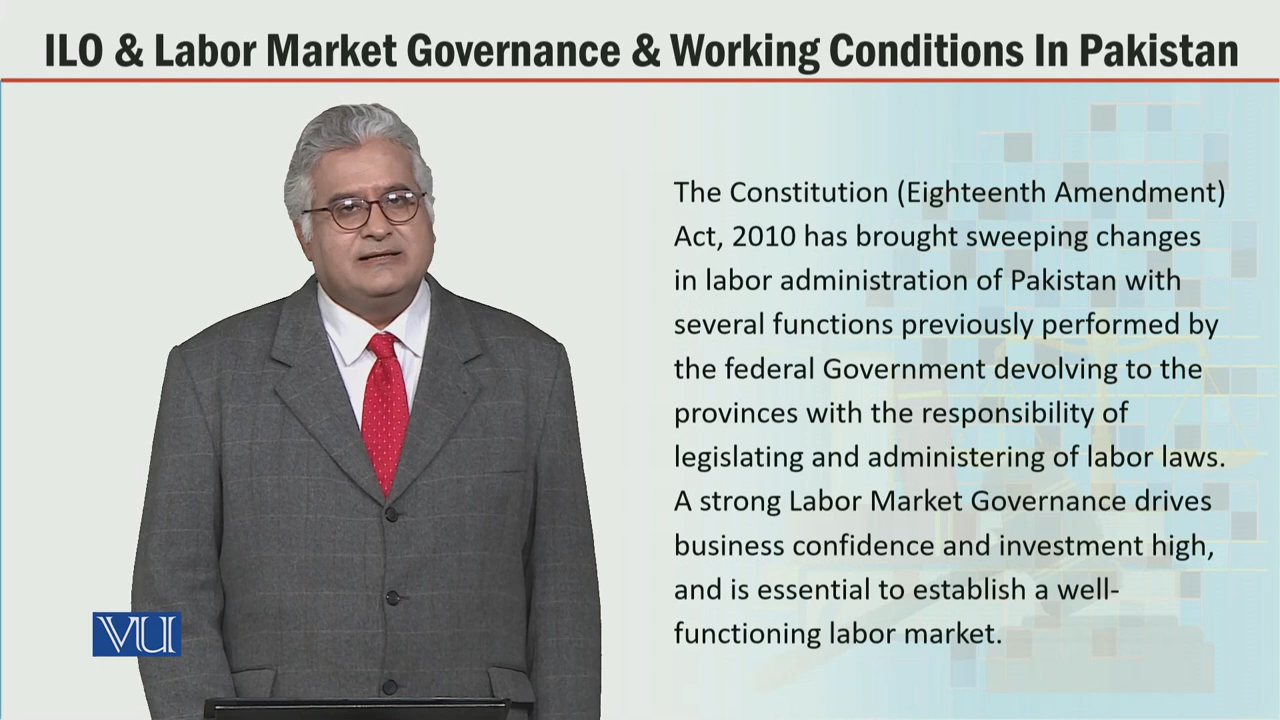 ILO & Labor Market Governance & Working Conditions In Pakistan
The Constitution (Eighteenth Amendment)
Act, 2010 has brought sweeping changes
in labor administration of Pakistan with
several functions previously performed by
the federal Government devolving to the
provinces with the responsibility of
legislating and administering of labor laws.
A strong Labor Market Governance drives
business confidence and investment high,
and is essential to establish a well-
functioning labor market.
VU